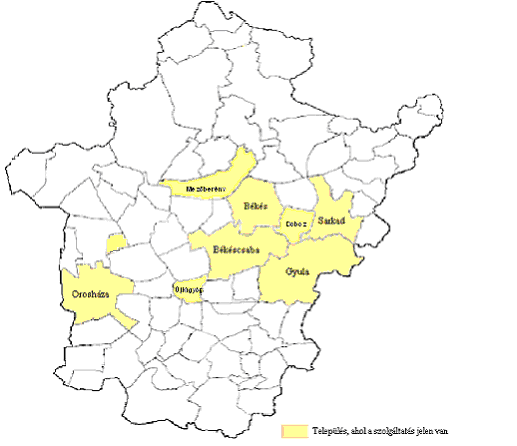 Mezőberény
Békés
Doboz
Sarkad
Békéscsaba
Gyula
Orosháza
Újkígyós
Település, ahol a szolgáltatás jelen van